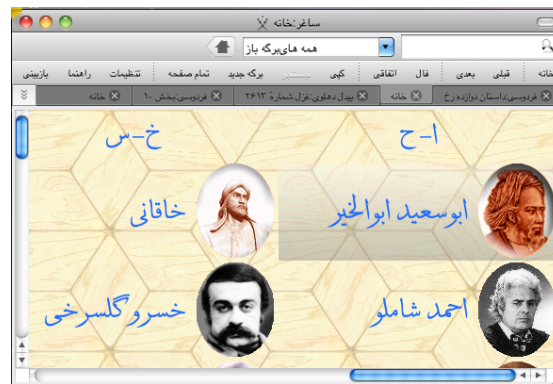 ساغر:خانه
همه های‌برگه باز
خانه قبلی بعدی فال اتفاقی کپی برگه جدید تمام صفحه تنظیمات راهنما بازبینی
فردوسی:داستان دوازده رخ خانه بیدل دهلوی:غزل شمارهٔ ۲۶۱۳ فردوسی:بخش ۱۰ خانه
ا-ح خ-س
ابوسعید ابوالخیر خاقانی
احمد شاملو خسرو گلسرخی